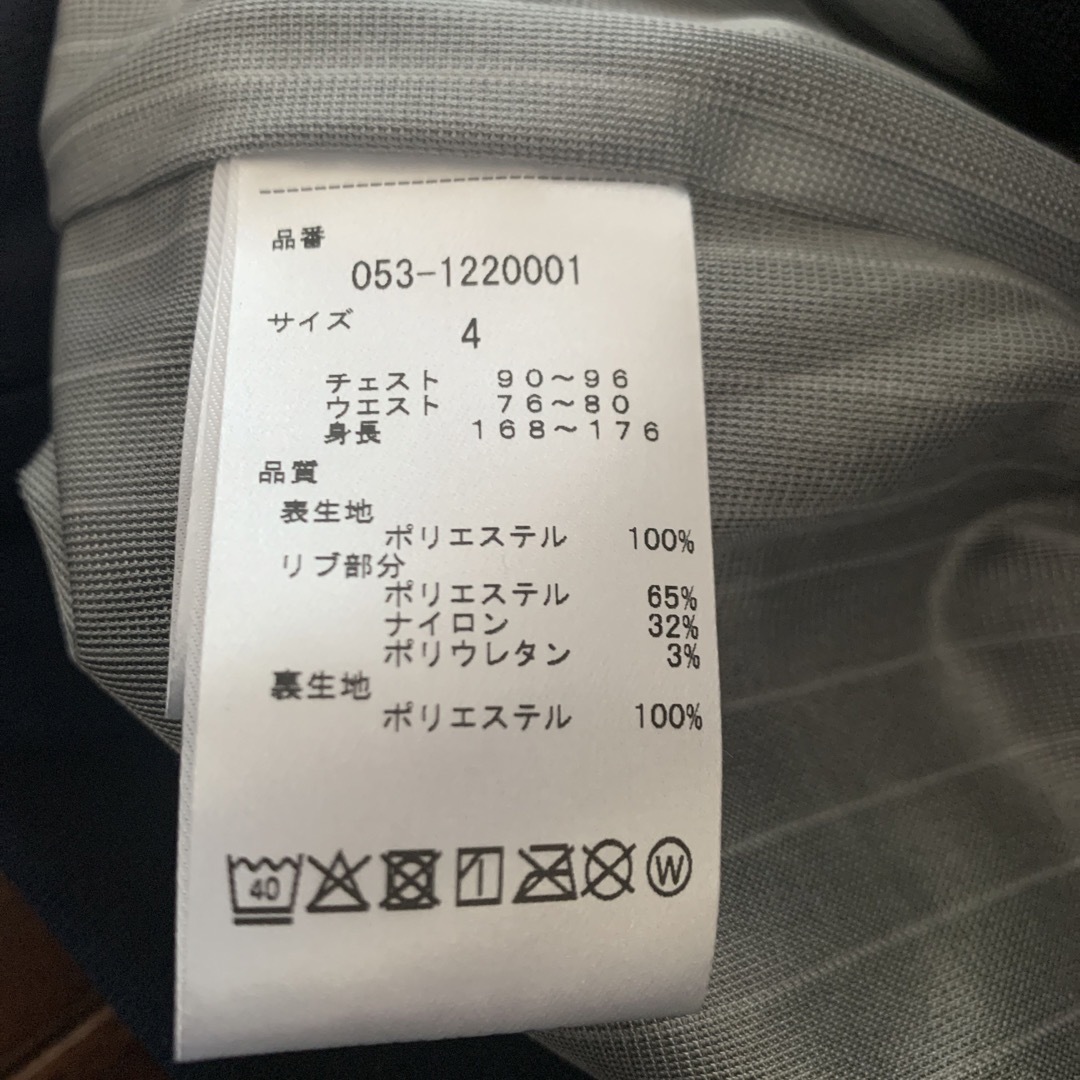 品番
053-1220001
サイズ 4
チェスト ９０～９６
ウエスト ７６～８０
身長 １６８～１７６
品質
表生地
ポリエステル 100%
リブ部分
ポリエステル 65%
ナイロン 32%
ポリウレタン 3%
裏生地
ポリエステル 100%
40 W